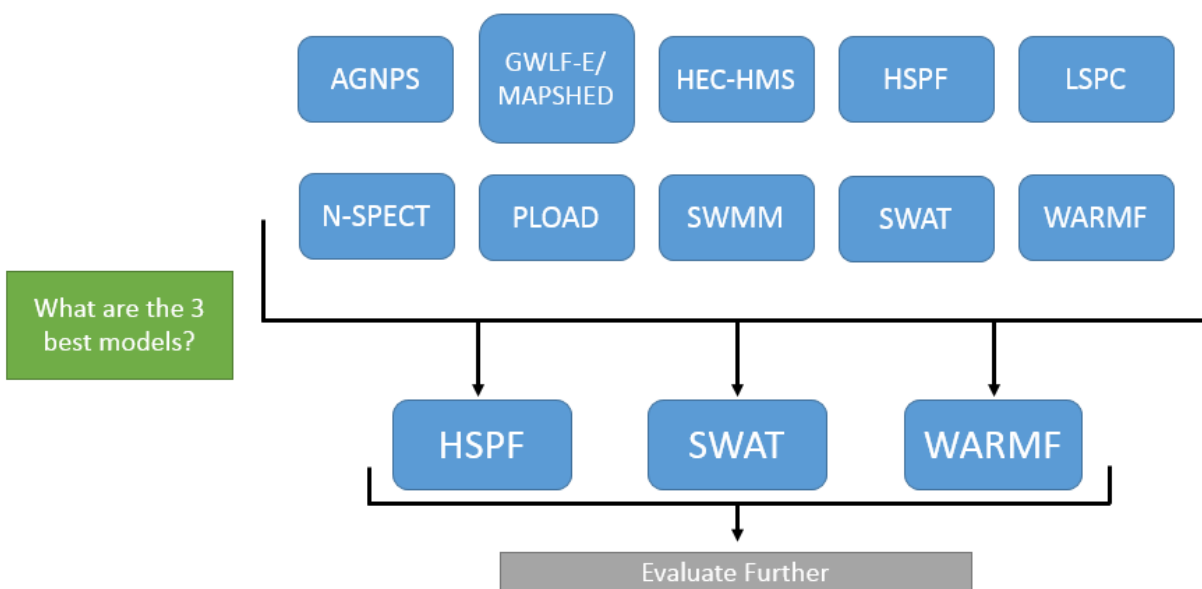 AGNPS
GWLF-E/
MAPSHED
HEC-HMS
HSPF
LSPC
N-SPECT
PLOAD
SWMM
SWAT
WARMF
What are the 3
best models?
HSPF
SWAT
WARMF
Evaluate Further